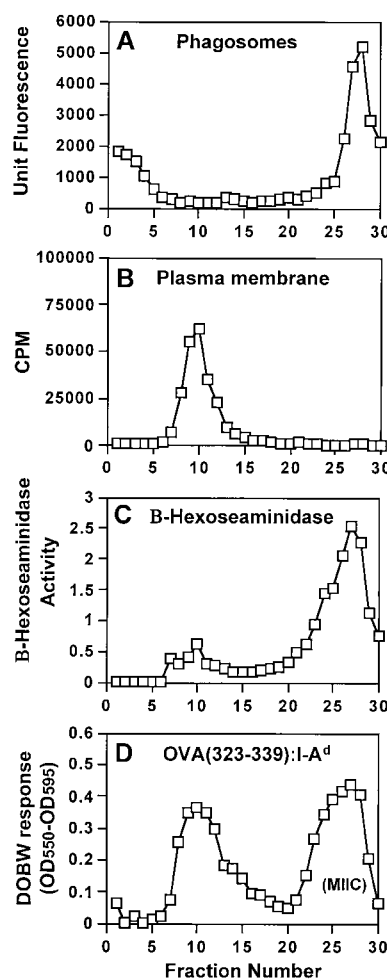 A Phagosomes
Unit Fluorescence
6000
5000
4000
3000
2000
1000
0
0 5 10 15 20 25 30
B Plasma membrane
CPM
100000
75000
50000
25000
0
0 5 10 15 20 25 30
C B-Hexoseaminidase
B-Hexoseaminidase
Activity
3
2.5
2
1.5
1
0.5
0
0 5 10 15 20 25 30
D OVA(323-339):I-Aᵈ
DOBW response
(OD550-OD595)
0.6
0.5
0.4
0.3
0.2
0.1
0
(MIIC)
0 5 10 15 20 25 30
Fraction Number